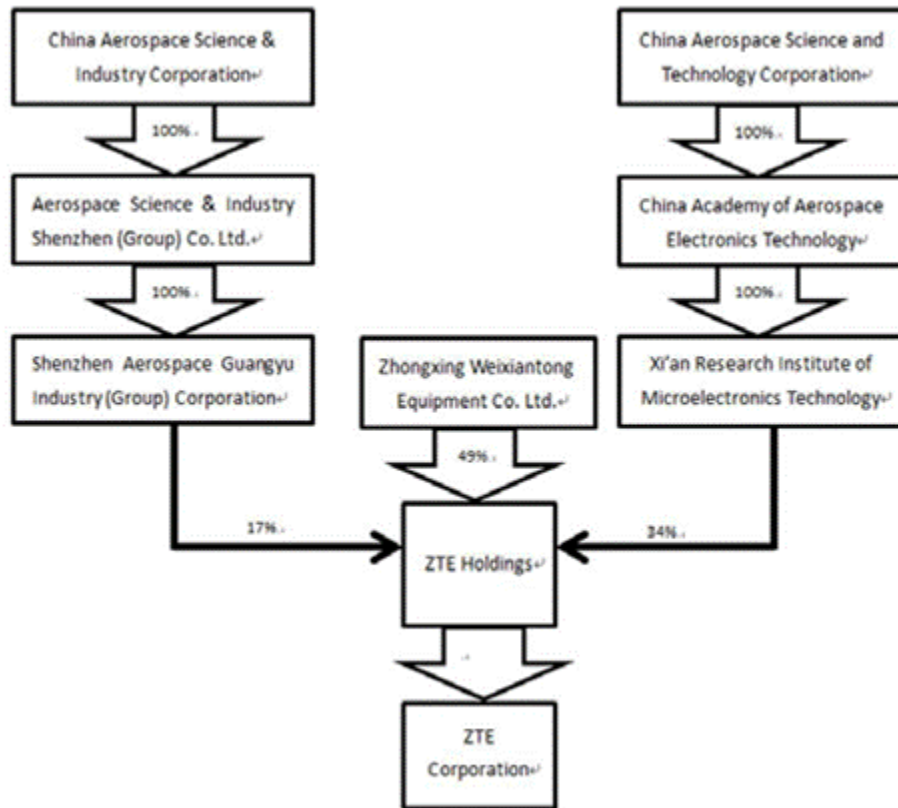 China Aerospace Science &
Industry Corporation↵
China Aerospace Science and
Technology Corporation↵
100%
100%
Aerospace Science & Industry
Shenzhen (Group) Co. Ltd.↵
China Academy of Aerospace
Electronics Technology↵
100%
100%
Shenzhen Aerospace Guangyu
Industry (Group) Corporation↵
Zhongxing Weixiantong
Equipment Co. Ltd.↵
Xi'an Research Institute of
Microelectronics Technology↵
49%
17%
34%
ZTE Holdings↵
ZTE
Corporation↵